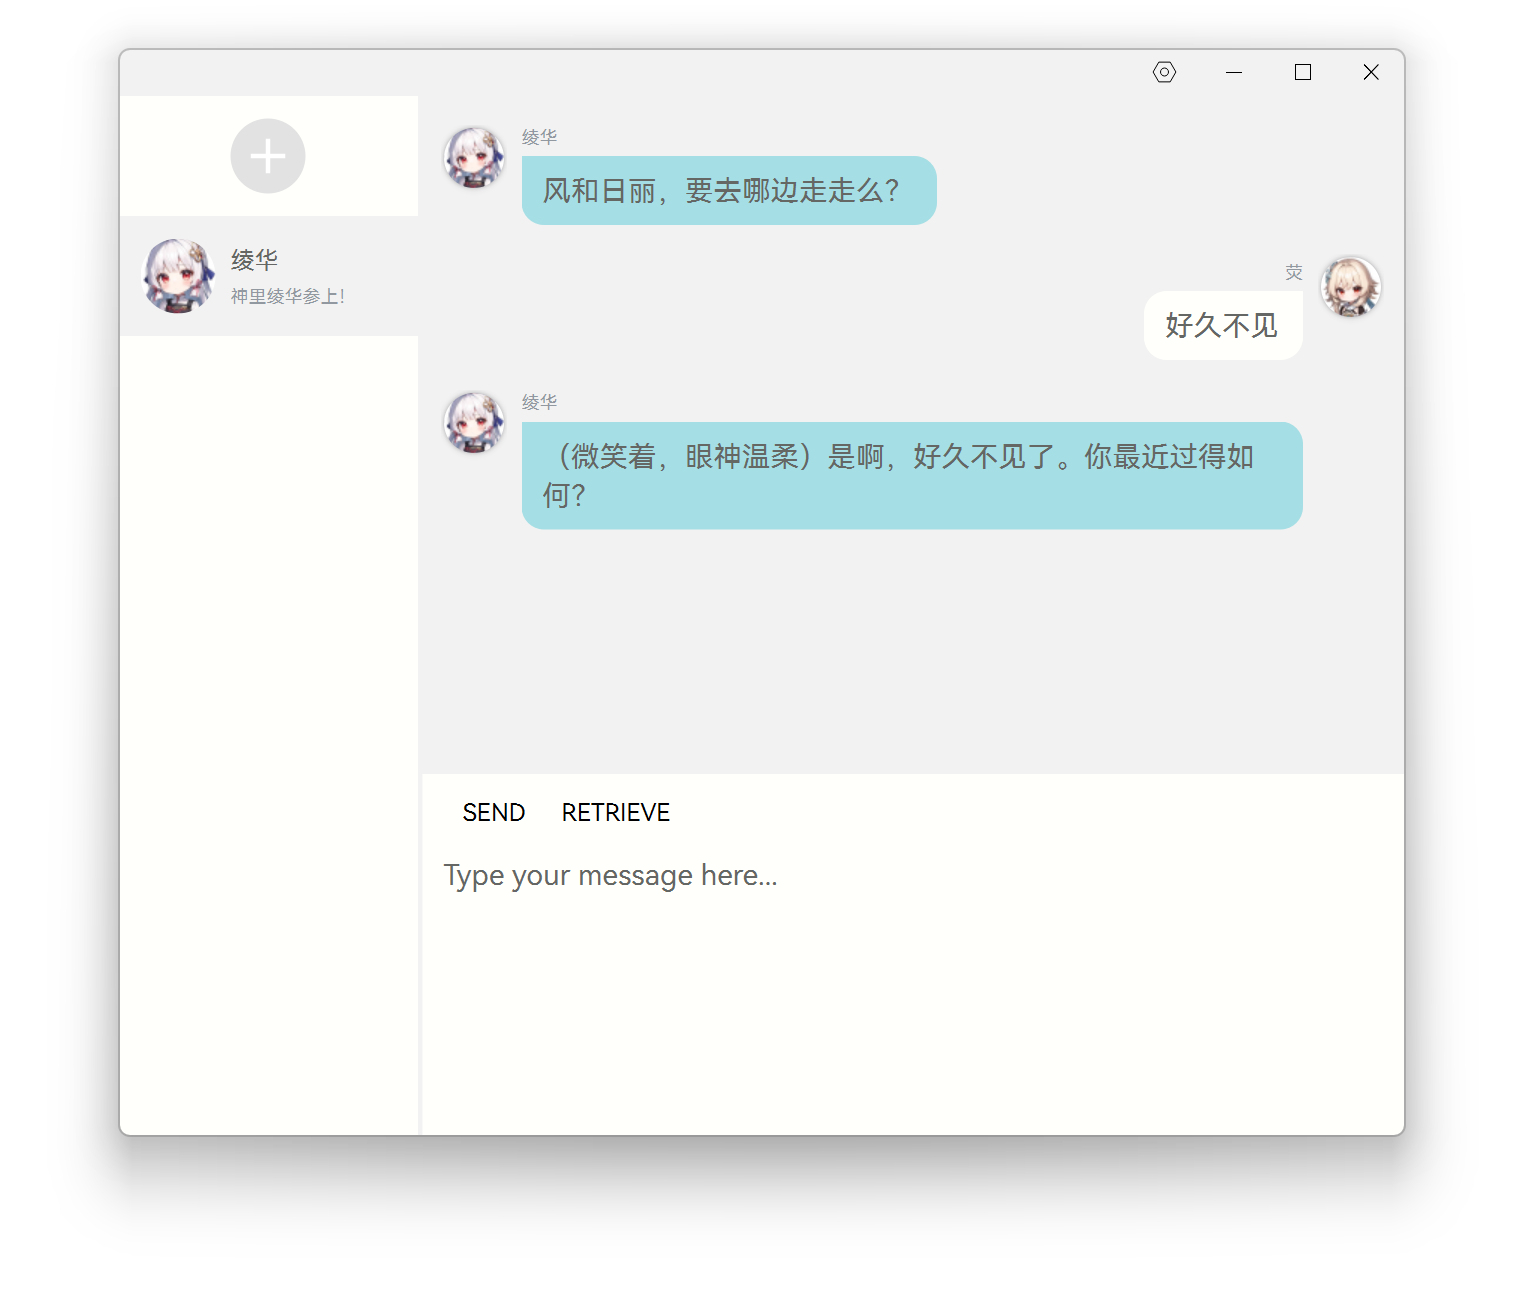 绫华
神里绫华参上！
绫华
风和日丽，要去哪边走走么？
荧
好久不见
绫华
（微笑着，眼神温柔）是啊，好久不见了。你最近过得如
何？
SEND RETRIEVE
Type your message here...